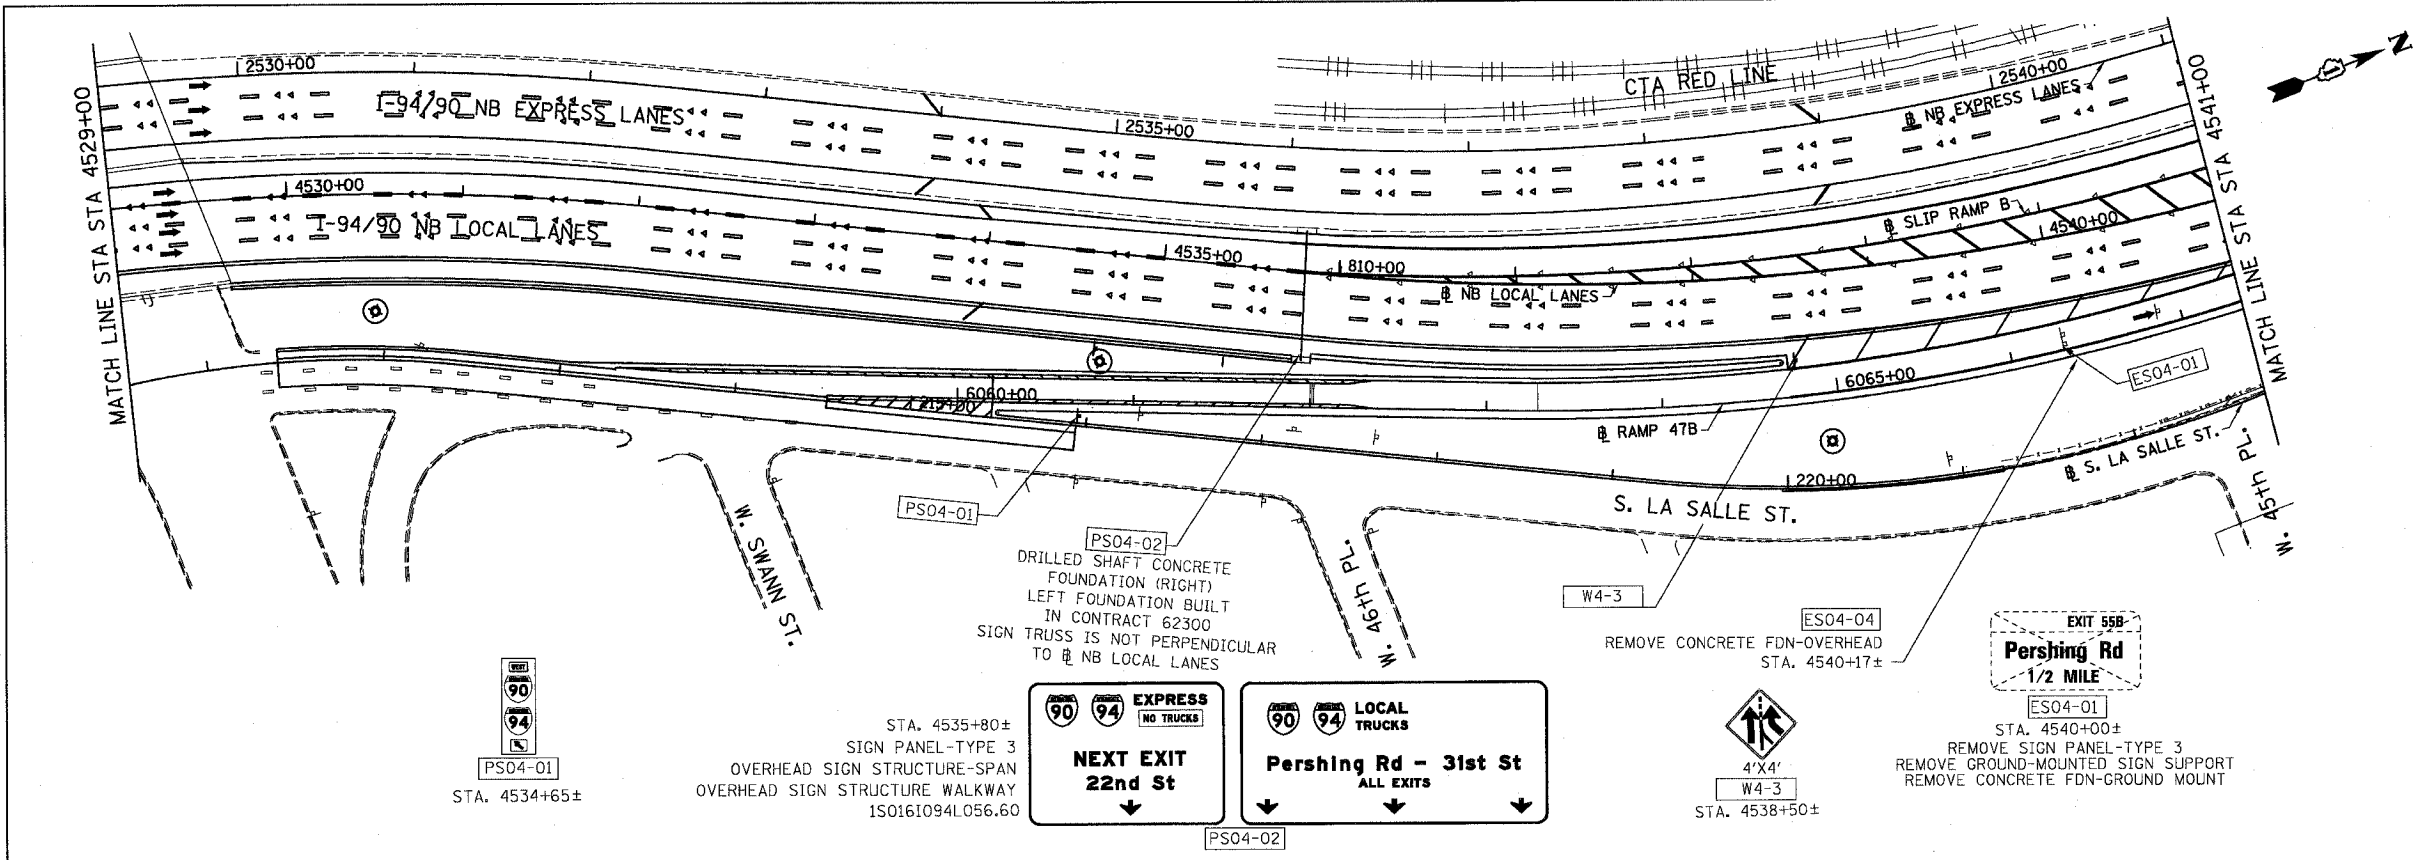 MATCH LINE STA STA 4529+00
2530+00
I-94/90 NB EXPRESS LANES
4530+00
I-94/90 NB LOCAL LANES
2535+00
4535+00
810+00
℄ NB LOCAL LANES
CTA RED LINE
2540+00
℄ NB EXPRESS LANES
℄ SLIP RAMP B
4540+00
MATCH LINE STA STA 4541+00
N
6060+00
6065+00
℄ RAMP 47B
ES04-01
220+00
℄ S. LA SALLE ST.
S. LA SALLE ST.
W. 45th PL.
W. SWANN ST.
W. 46th PL.
PS04-01
PS04-02
DRILLED SHAFT CONCRETE
FOUNDATION (RIGHT)
LEFT FOUNDATION BUILT
IN CONTRACT 62300
SIGN TRUSS IS NOT PERPENDICULAR
TO ℄ NB LOCAL LANES
W4-3
ES04-04
REMOVE CONCRETE FDN-OVERHEAD
STA. 4540+17±
WEST
90
94
PS04-01
STA. 4534+65±
STA. 4535+80±
SIGN PANEL-TYPE 3
OVERHEAD SIGN STRUCTURE-SPAN
OVERHEAD SIGN STRUCTURE WALKWAY
1S016I094L056.60
90 94 EXPRESS
NO TRUCKS
NEXT EXIT
22nd St
90 94 LOCAL
TRUCKS
Pershing Rd - 31st St
ALL EXITS
PS04-02
4'X4'
W4-3
STA. 4538+50±
EXIT 55B
Pershing Rd
1/2 MILE
ES04-01
STA. 4540+00±
REMOVE SIGN PANEL-TYPE 3
REMOVE GROUND-MOUNTED SIGN SUPPORT
REMOVE CONCRETE FDN-GROUND MOUNT